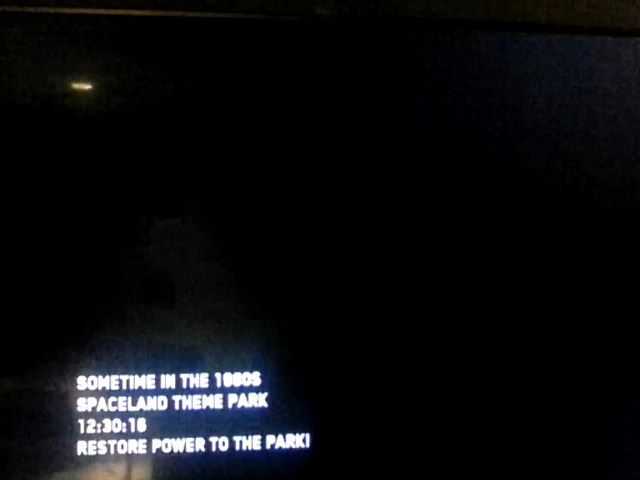 SOMETIME IN THE 1980S
SPACELAND THEME PARK
12:30:16
RESTORE POWER TO THE PARK!